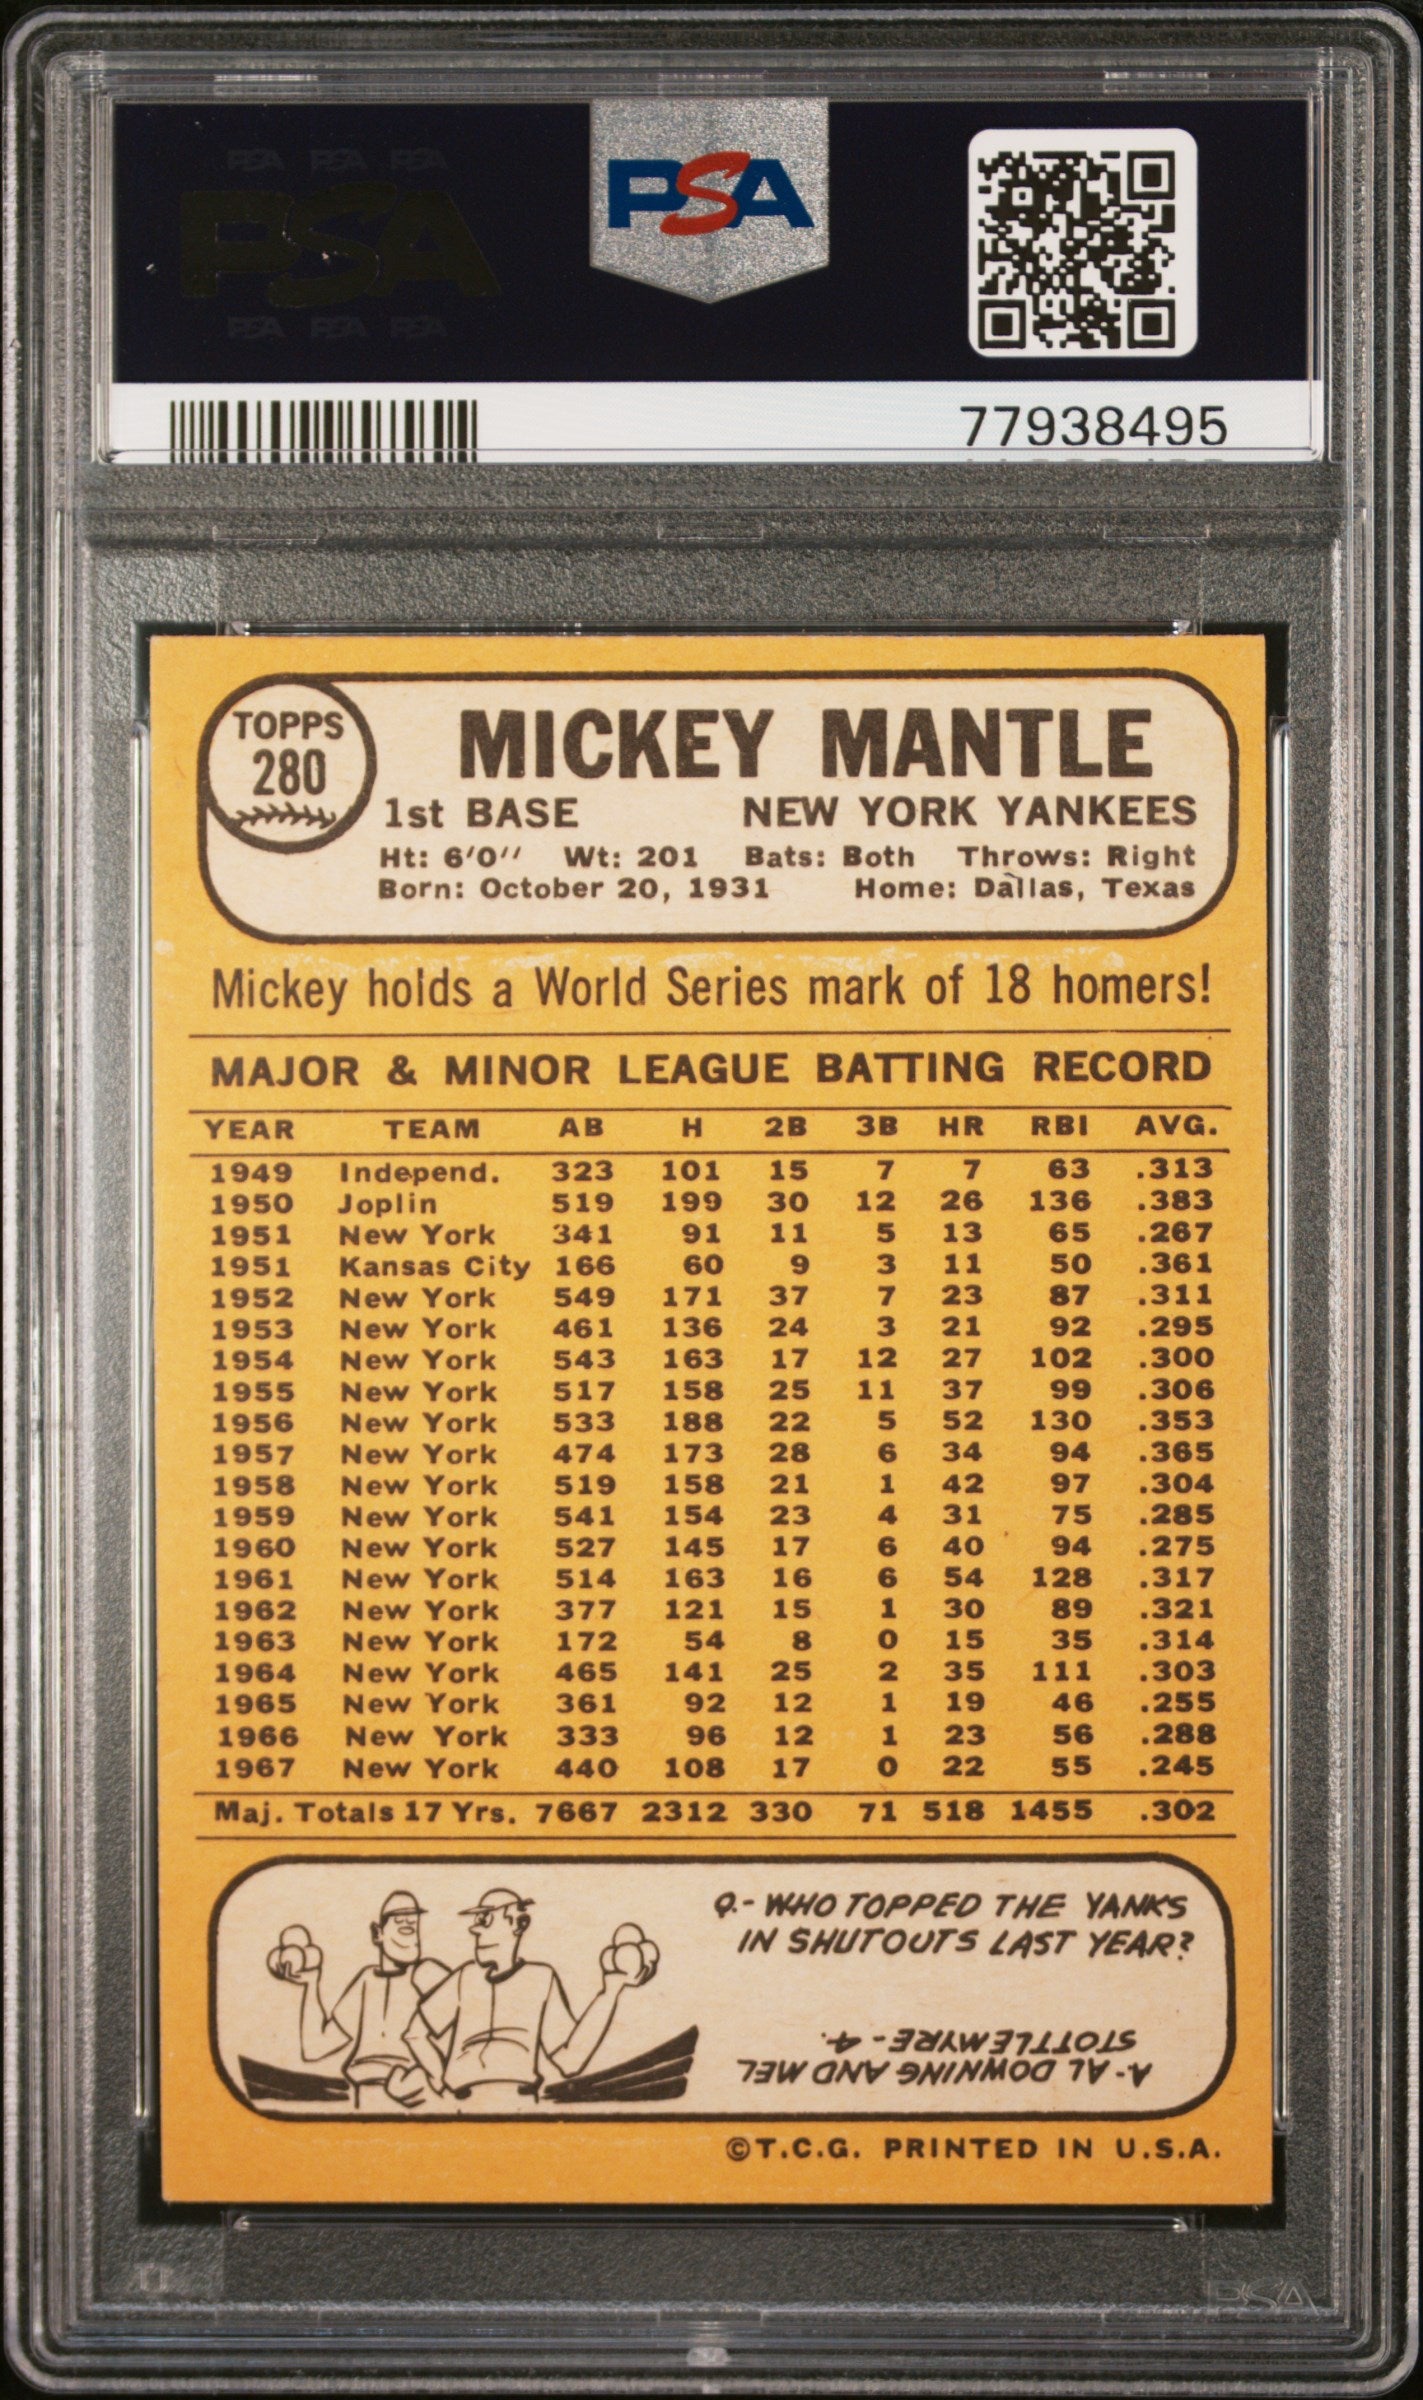 PSA PSA PSA
PSA
PSA PSA PSA
PSA
77938495
TOPPS
280
MICKEY MANTLE
1st BASE NEW YORK YANKEES
Ht: 6'0" Wt: 201 Bats: Both Throws: Right
Born: October 20, 1931 Home: Dallas, Texas
Mickey holds a World Series mark of 18 homers!
MAJOR & MINOR LEAGUE BATTING RECORD
YEAR TEAM AB H 2B 3B HR RBI AVG.
1949 Independ. 323 101 15 7 7 63 .313
1950 Joplin 519 199 30 12 26 136 .383
1951 New York 341 91 11 5 13 65 .267
1951 Kansas City 166 60 9 3 11 50 .361
1952 New York 549 171 37 7 23 87 .311
1953 New York 461 136 24 3 21 92 .295
1954 New York 543 163 17 12 27 102 .300
1955 New York 517 158 25 11 37 99 .306
1956 New York 533 188 22 5 52 130 .353
1957 New York 474 173 28 6 34 94 .365
1958 New York 519 158 21 1 42 97 .304
1959 New York 541 154 23 4 31 75 .285
1960 New York 527 145 17 6 40 94 .275
1961 New York 514 163 16 6 54 128 .317
1962 New York 377 121 15 1 30 89 .321
1963 New York 172 54 8 0 15 35 .314
1964 New York 465 141 25 2 35 111 .303
1965 New York 361 92 12 1 19 46 .255
1966 New York 333 96 12 1 23 56 .288
1967 New York 440 108 17 0 22 55 .245
Maj. Totals 17 Yrs. 7667 2312 330 71 518 1455 .302
Q.- WHO TOPPED THE YANKS
IN SHUTOUTS LAST YEAR?
A.- AL DOWNING AND MEL
STOTTLEMYRE - 4.
©T.C.G. PRINTED IN U.S.A.
PSA